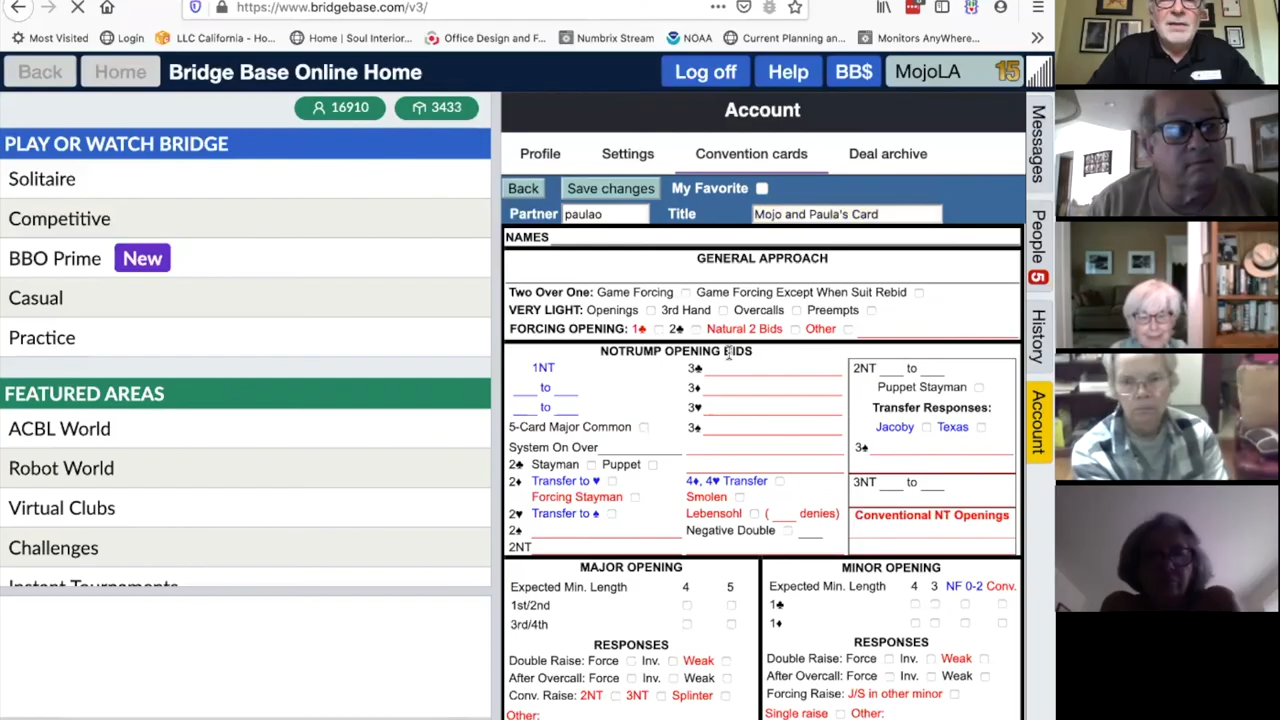 https://www.bridgebase.com/v3/
Most Visited Login LLC California - Ho... Home | Soul Interior... Office Design and F... Numbrix Stream NOAA Current Planning an... Monitors AnyWhere...
Back Home Bridge Base Online Home Log off Help BB$ MojoLA 15
16910 3433
PLAY OR WATCH BRIDGE
Solitaire
Competitive
BBO Prime New
Casual
Practice
FEATURED AREAS
ACBL World
Robot World
Virtual Clubs
Challenges
Instant Tournaments
Account
Profile Settings Convention cards Deal archive
Back Save changes My Favorite
Partner paulao Title Mojo and Paula's Card
NAMES
GENERAL APPROACH
Two Over One: Game Forcing Game Forcing Except When Suit Rebid
VERY LIGHT: Openings 3rd Hand Overcalls Preempts
FORCING OPENING: 1♣ 2♣ Natural 2 Bids Other
NOTRUMP OPENING BIDS
1NT
to
to
5-Card Major Common
System On Over
2♣ Stayman Puppet
2♦ Transfer to ♥
Forcing Stayman
2♥ Transfer to ♠
2♠
2NT
3♣
3♦
3♥
3♠
4♦, 4♥ Transfer
Smolen
Lebensohl ( denies)
Negative Double
2NT to
Puppet Stayman
Transfer Responses:
Jacoby Texas
3♠
3NT to
Conventional NT Openings
MAJOR OPENING
Expected Min. Length 4 5
1st/2nd
3rd/4th
RESPONSES
Double Raise: Force Inv. Weak
After Overcall: Force Inv. Weak
Conv. Raise: 2NT 3NT Splinter
Other:
MINOR OPENING
Expected Min. Length 4 3 NF 0-2 Conv.
1♣
1♦
RESPONSES
Double Raise: Force Inv. Weak
After Overcall: Force Inv. Weak
Forcing Raise: J/S in other minor
Single raise Other:
Messages
People 5
History
Account